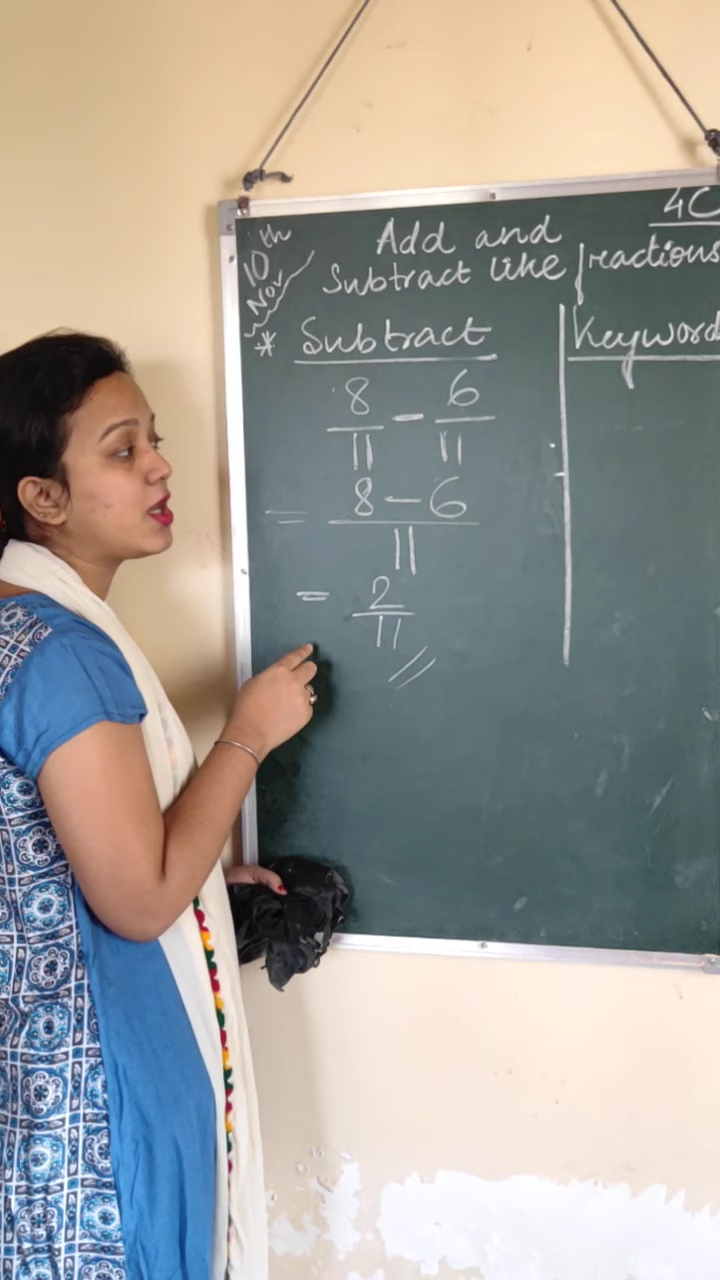 4C
10th
Nov
Add and
Subtract like fractions
* Subtract
Keyword
8/11 - 6/11
= 8-6/11
= 2/11 //